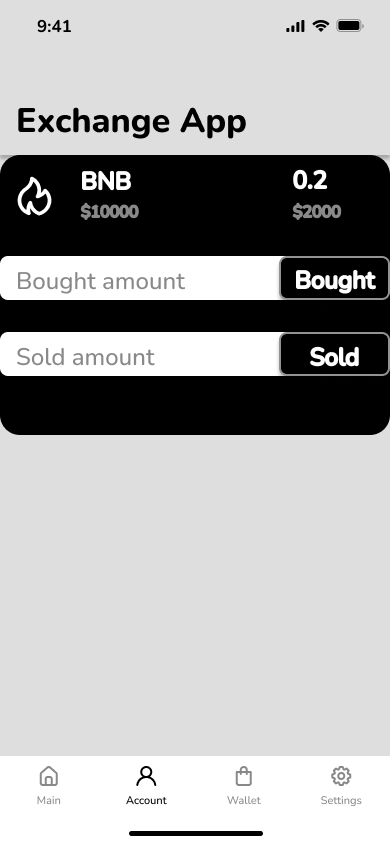 9:41
Exchange App
BNB 0.2
$10000 $2000
Bought amount Bought
Sold amount Sold
Main Account Wallet Settings